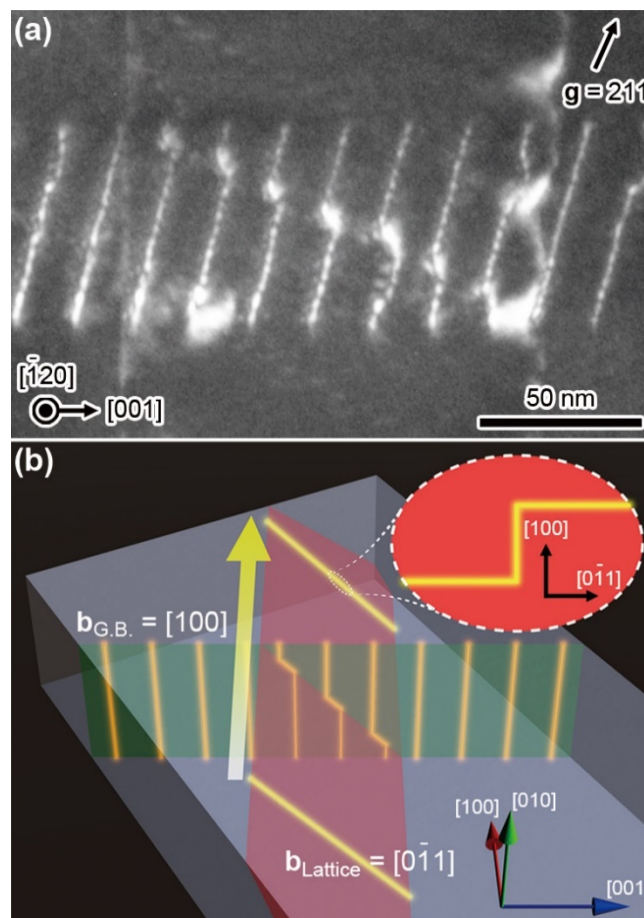 (a)
g = 211
[1̄20]
[001]
50 nm
(b)
[100]
[01̄1]
b_G.B. = [100]
b_Lattice = [01̄1]
[100]
[010]
[001